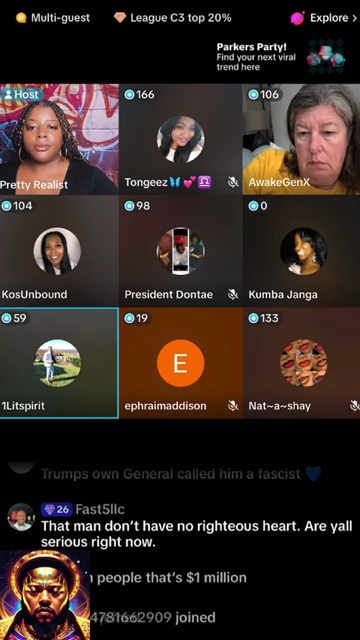 Multi-guest
League C3 top 20%
Explore >
Parkers Party!
Find your next viral
trend here
Host
Pretty Realist
166
Tongeez
106
AwakeGenX
104
KosUnbound
98
President Dontae
0
Kumba Janga
59
1Litspirit
19
E
ephraimaddison
133
Nat~a~shay
Trumps own General called him a fascist 💙
26 Fast5llc
That man don't have no righteous heart. Are yall
serious right now.
people that's $1 million
4781662909 joined